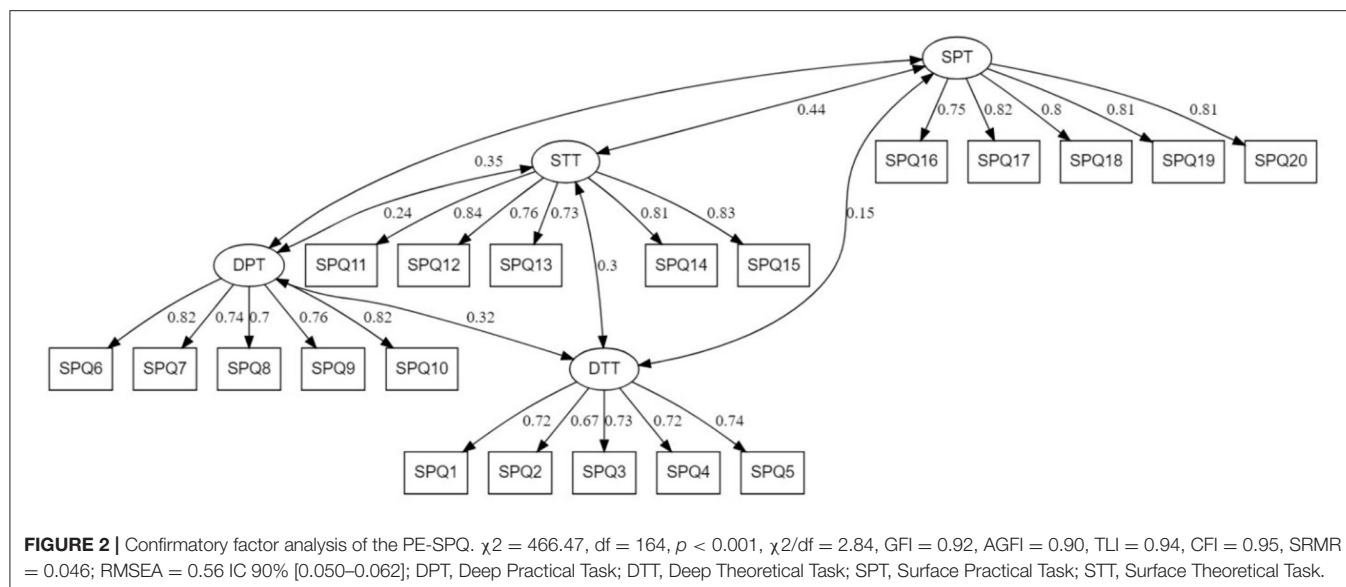 SPT
0.44
0.75 0.82 0.8 0.81 0.81
SPQ16 SPQ17 SPQ18 SPQ19 SPQ20
0.35
STT
0.24 0.84 0.76 0.73 0.81 0.83
0.15
SPQ11 SPQ12 SPQ13 SPQ14 SPQ15
DPT
0.3
0.82 0.74 0.7 0.76 0.82 0.32
SPQ6 SPQ7 SPQ8 SPQ9 SPQ10
DTT
0.72 0.67 0.73 0.72 0.74
SPQ1 SPQ2 SPQ3 SPQ4 SPQ5
FIGURE 2 | Confirmatory factor analysis of the PE-SPQ. χ2 = 466.47, df = 164, p < 0.001, χ2/df = 2.84, GFI = 0.92, AGFI = 0.90, TLI = 0.94, CFI = 0.95, SRMR
= 0.046; RMSEA = 0.56 IC 90% [0.050–0.062]; DPT, Deep Practical Task; DTT, Deep Theoretical Task; SPT, Surface Practical Task; STT, Surface Theoretical Task.